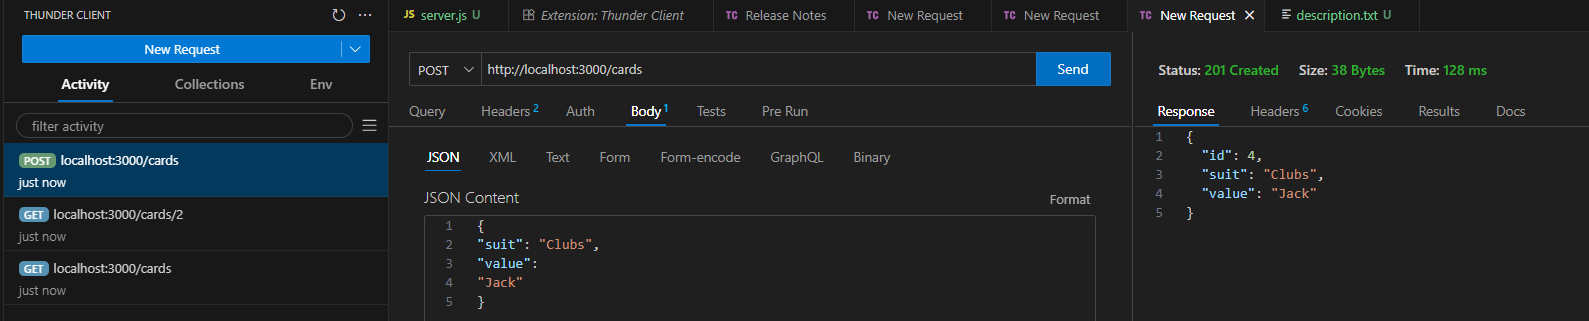 THUNDER CLIENT
New Request
Activity Collections Env
filter activity
POST localhost:3000/cards
just now
GET localhost:3000/cards/2
just now
GET localhost:3000/cards
just now
JS server.js U Extension: Thunder Client TC Release Notes TC New Request TC New Request TC New Request description.txt U
POST http://localhost:3000/cards Send
Query Headers 2 Auth Body 1 Tests Pre Run
JSON XML Text Form Form-encode GraphQL Binary
JSON Content Format
1 {
2 "suit": "Clubs",
3 "value":
4 "Jack"
5 }
Status: 201 Created Size: 38 Bytes Time: 128 ms
Response Headers 6 Cookies Results Docs
1 {
2 "id": 4,
3 "suit": "Clubs",
4 "value": "Jack"
5 }